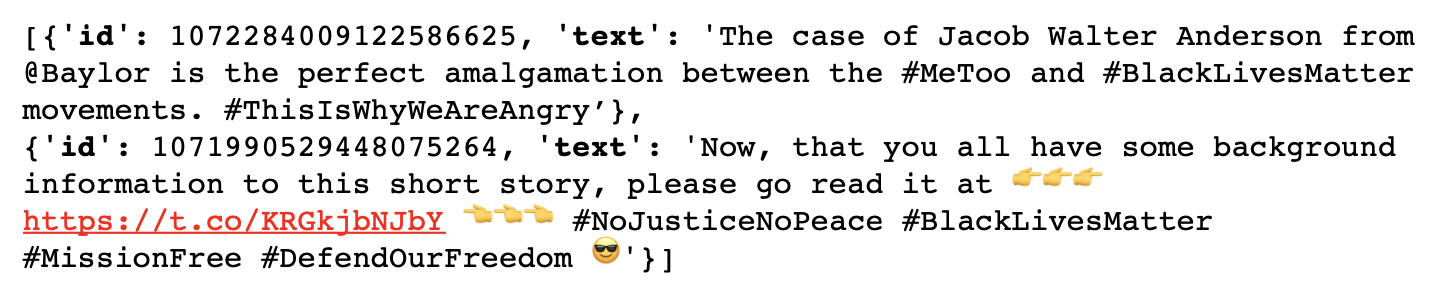 [{'id': 1072284009122586625, 'text': 'The case of Jacob Walter Anderson from
@Baylor is the perfect amalgamation between the #MeToo and #BlackLivesMatter
movements. #ThisIsWhyWeAreAngry’},
{'id': 1071990529448075264, 'text': 'Now, that you all have some background
information to this short story, please go read it at 👉👉👉
https://t.co/KRGkjbNJbY 👈👈👈 #NoJusticeNoPeace #BlackLivesMatter
#MissionFree #DefendOurFreedom 😎'}]